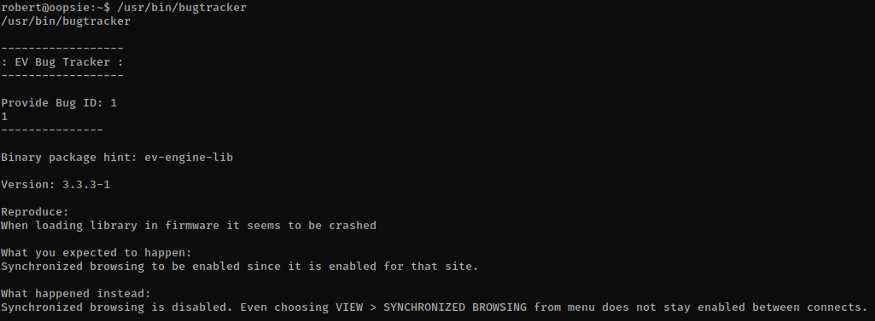 robert@oopsie:~$ /usr/bin/bugtracker
/usr/bin/bugtracker
------------------
: EV Bug Tracker :
------------------
Provide Bug ID: 1
1
---------------
Binary package hint: ev-engine-lib
Version: 3.3.3-1
Reproduce:
When loading library in firmware it seems to be crashed
What you expected to happen:
Synchronized browsing to be enabled since it is enabled for that site.
What happened instead:
Synchronized browsing is disabled. Even choosing VIEW > SYNCHRONIZED BROWSING from menu does not stay enabled between connects.